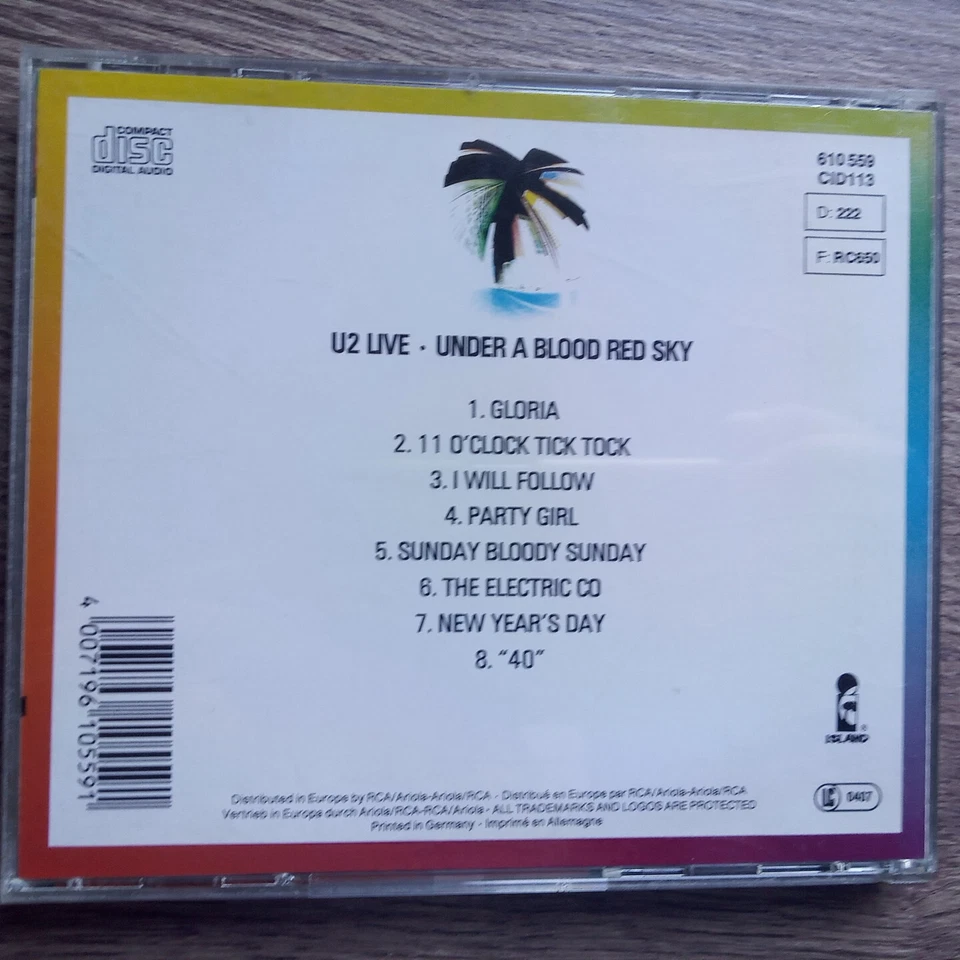 COMPACT
disc
DIGITAL AUDIO
610 559
CID113
D: 222
F: RC650
U2 LIVE · UNDER A BLOOD RED SKY
1. GLORIA
2. 11 O'CLOCK TICK TOCK
3. I WILL FOLLOW
4. PARTY GIRL
5. SUNDAY BLOODY SUNDAY
6. THE ELECTRIC CO
7. NEW YEAR'S DAY
8. "40"
4 007196 105591
ISLAND
LC 0407
Distributed in Europe by RCA/Ariola-Ariola/RCA · Distribué en Europe par RCA/Ariola-Ariola/RCA
Vertrieb in Europa durch Ariola/RCA-RCA/Ariola · ALL TRADEMARKS AND LOGOS ARE PROTECTED
Printed in Germany · Imprimé en Allemagne